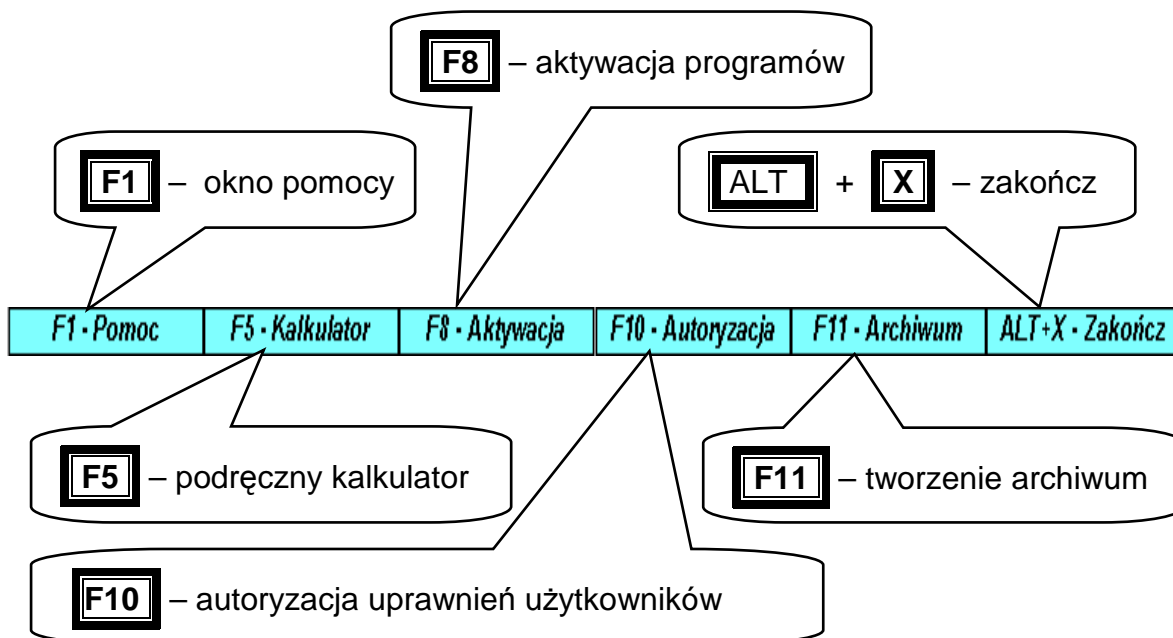 F8 – aktywacja programów
F1 – okno pomocy
ALT + X – zakończ
F1 - Pomoc F5 - Kalkulator F8 - Aktywacja F10 - Autoryzacja F11 - Archiwum ALT+X - Zakończ
F5 – podręczny kalkulator
F11 – tworzenie archiwum
F10 – autoryzacja uprawnień użytkowników